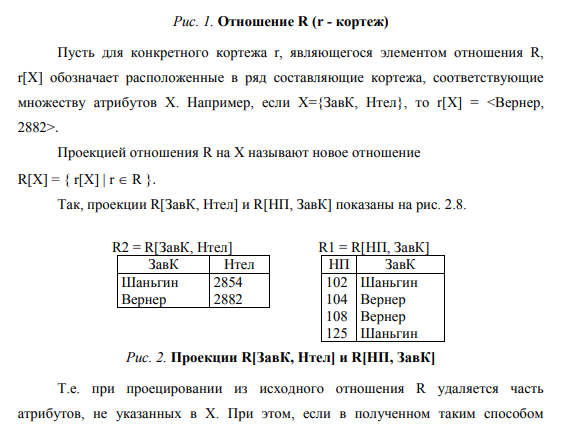 Рис. 1. Отношение R (r - кортеж)
Пусть для конкретного кортежа r, являющегося элементом отношения R,
r[X] обозначает расположенные в ряд составляющие кортежа, соответствующие
множеству атрибутов X. Например, если X={ЗавК, Нтел}, то r[X] = <Вернер,
2882>.
Проекцией отношения R на X называют новое отношение
R[X] = { r[X] | r ∈ R }.
Так, проекции R[ЗавК, Нтел] и R[НП, ЗавК] показаны на рис. 2.8.
R2 = R[ЗавК, Нтел]
ЗавК Нтел
Шаньгин 2854
Вернер 2882
R1 = R[НП, ЗавК]
НП ЗавК
102 Шаньгин
104 Вернер
108 Вернер
125 Шаньгин
Рис. 2. Проекции R[ЗавК, Нтел] и R[НП, ЗавК]
Т.е. при проецировании из исходного отношения R удаляется часть
атрибутов, не указанных в X. При этом, если в полученном таким способом